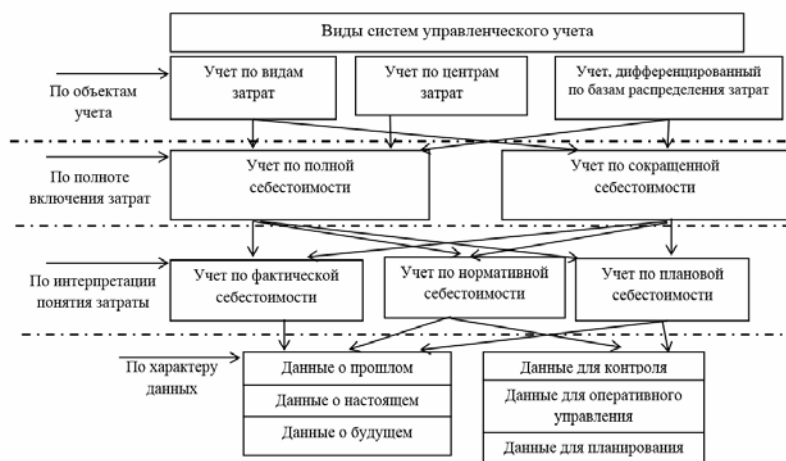 Виды систем управленческого учета
По объектам
учета
Учет по видам
затрат
Учет по центрам
затрат
Учет, дифференцированный
по базам распределения затрат
По полноте
включения затрат
Учет по полной
себестоимости
Учет по сокращенной
себестоимости
По интерпретации
понятия затраты
Учет по фактической
себестоимости
Учет по нормативной
себестоимости
Учет по плановой
себестоимости
По характеру
данных
Данные о прошлом
Данные о настоящем
Данные о будущем
Данные для контроля
Данные для оперативного
управления
Данные для планирования